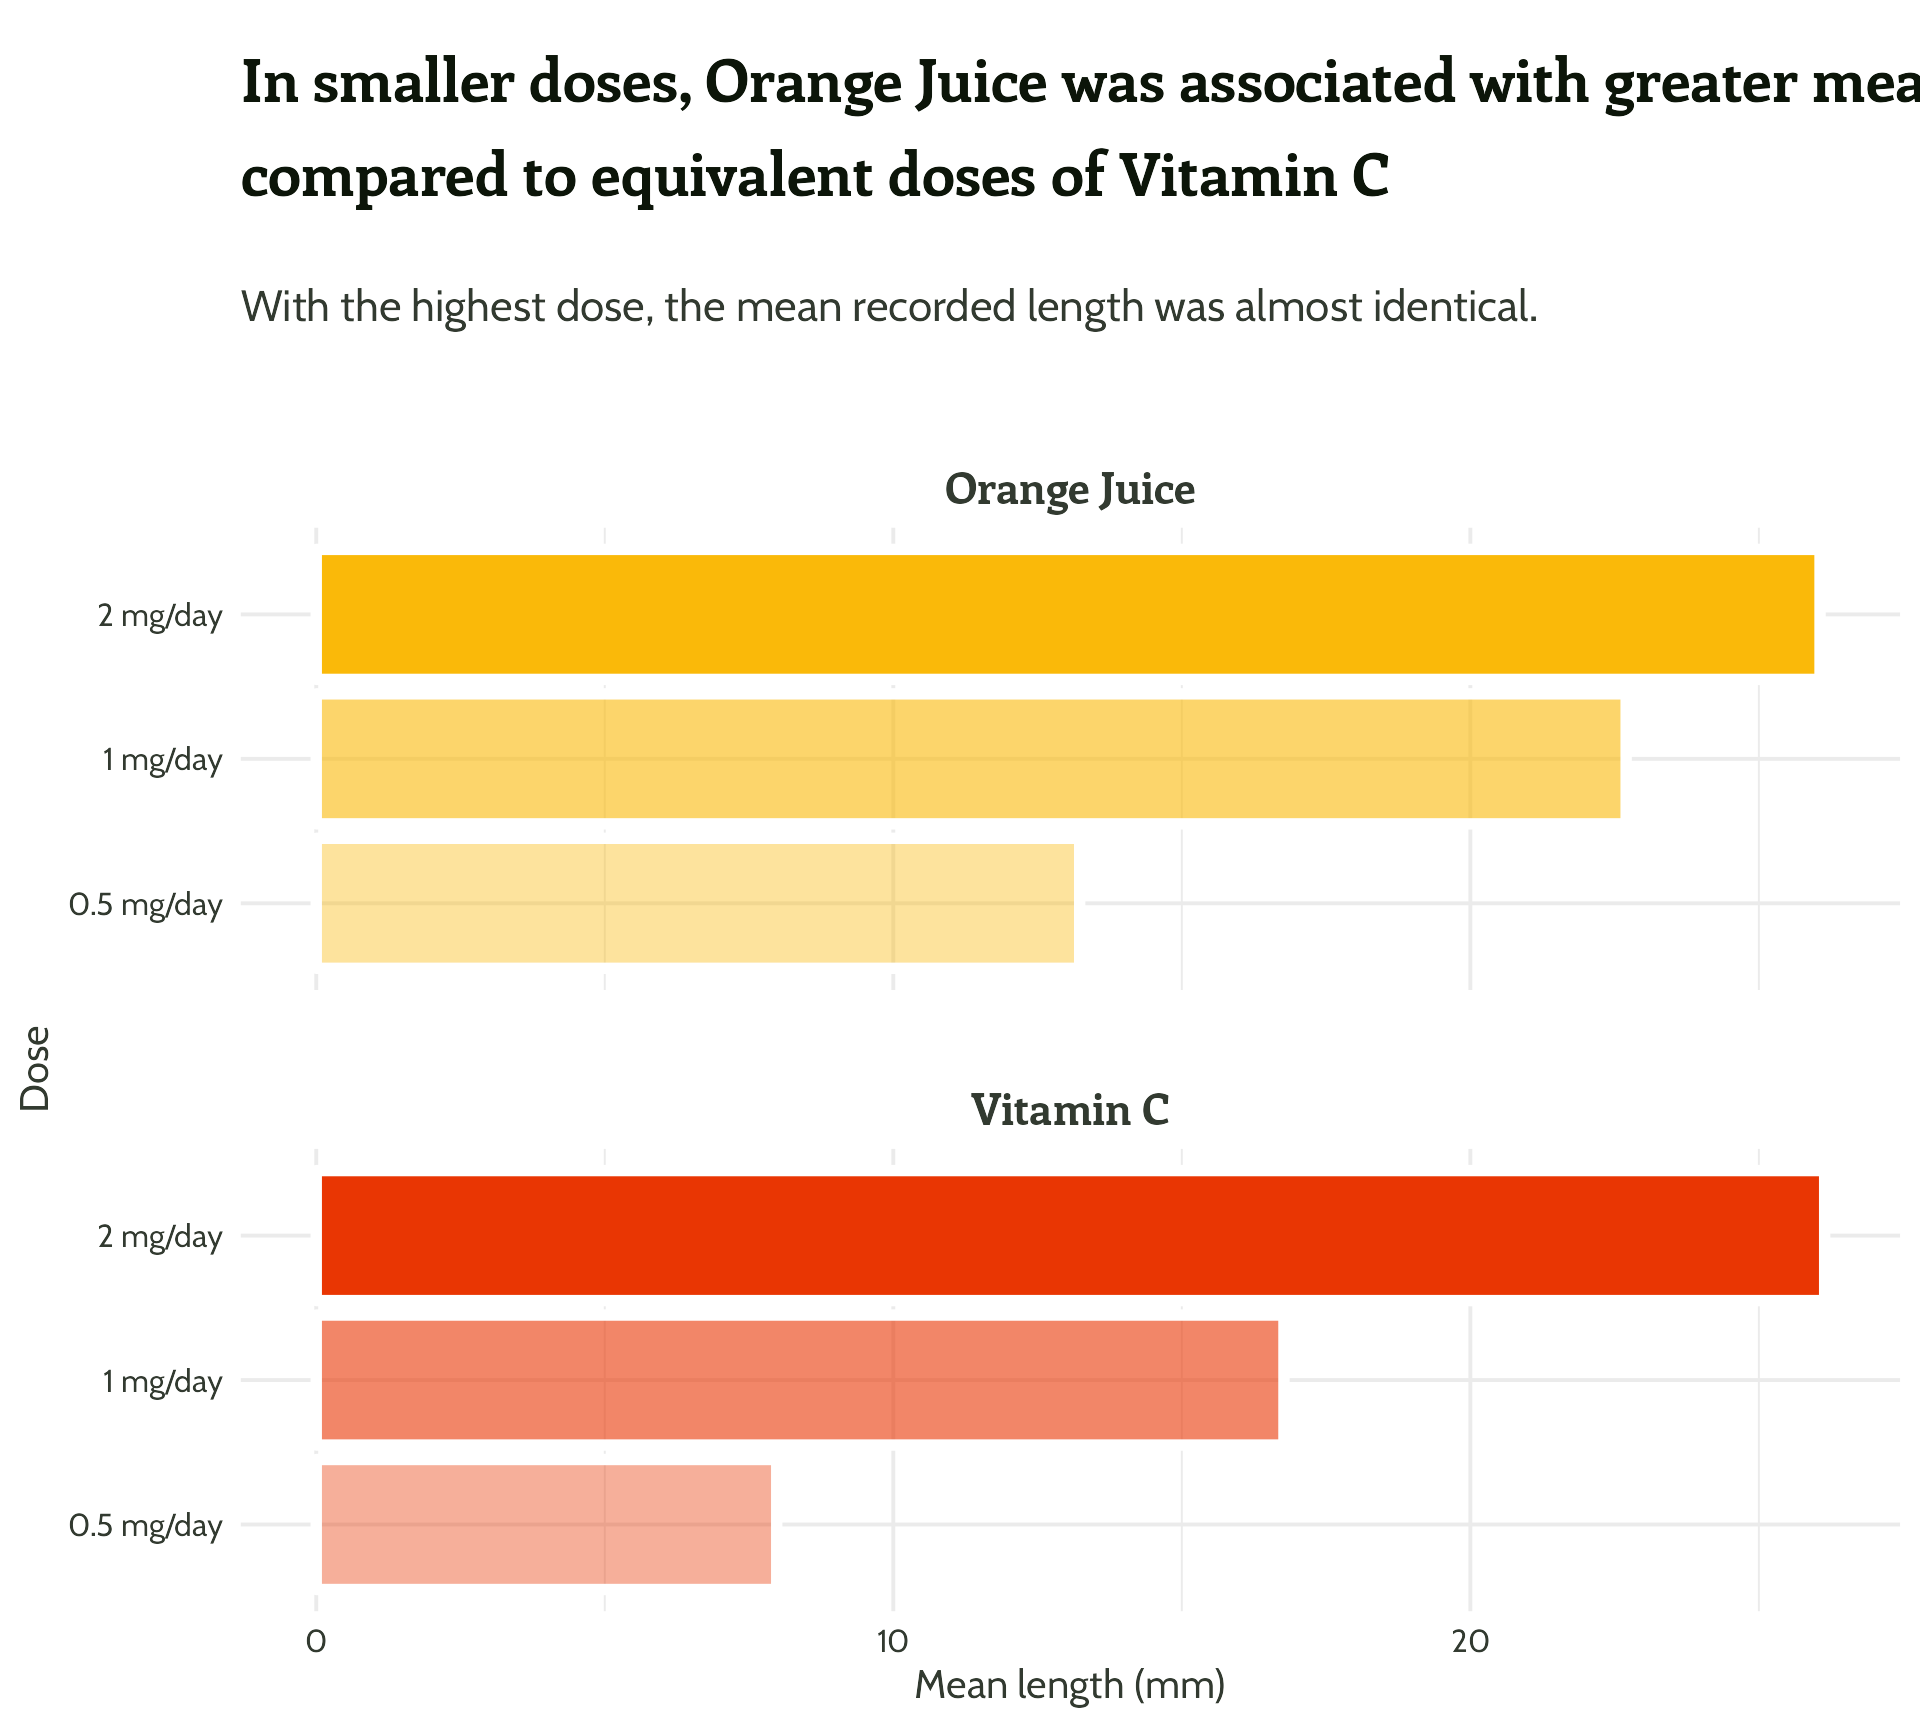 In smaller doses, Orange Juice was associated with greater
compared to equivalent doses of Vitamin C
With the highest dose, the mean recorded length was almost identical.
Orange Juice
2 mg/day
1 mg/day
0.5 mg/day
Dose
Vitamin C
2 mg/day
1 mg/day
0.5 mg/day
0 10 20
Mean length (mm)